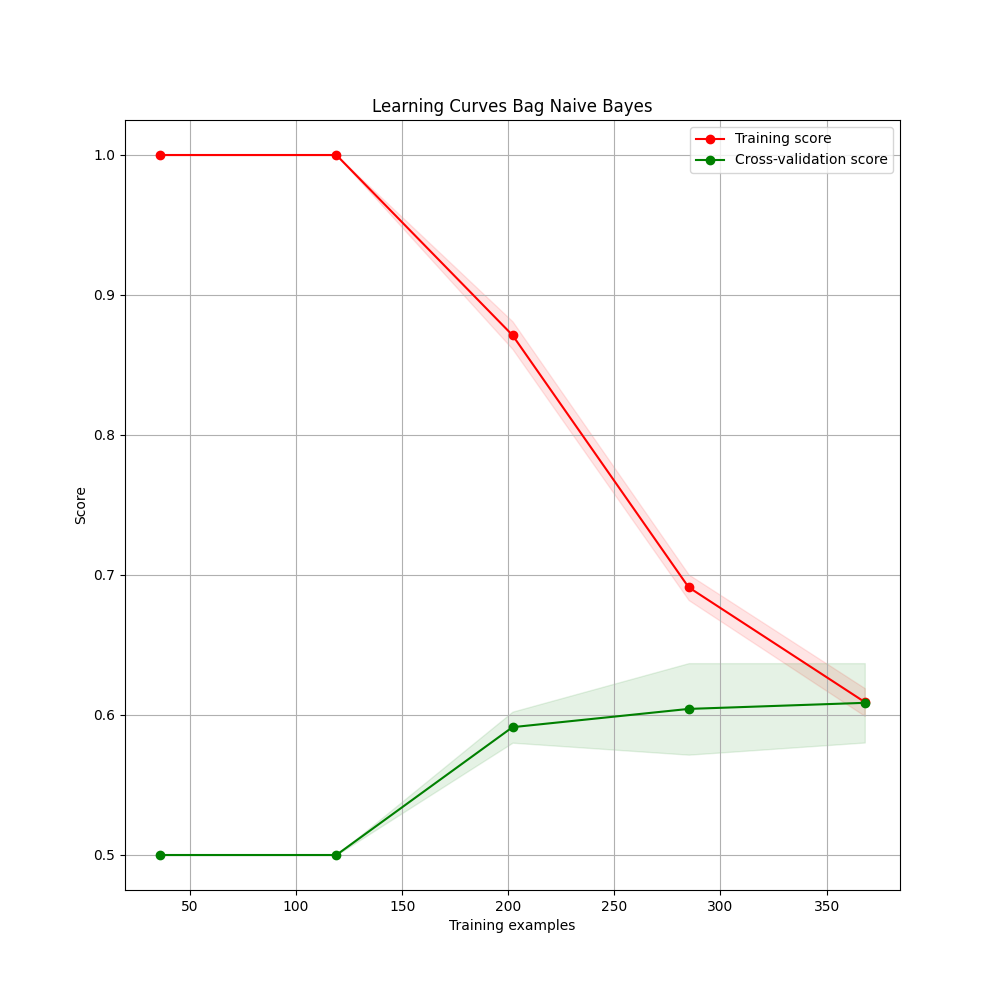 Learning Curves Bag Naive Bayes
Training score
Cross-validation score
1.0
0.9
0.8
0.7
0.6
0.5
Score
50 100 150 200 250 300 350
Training examples